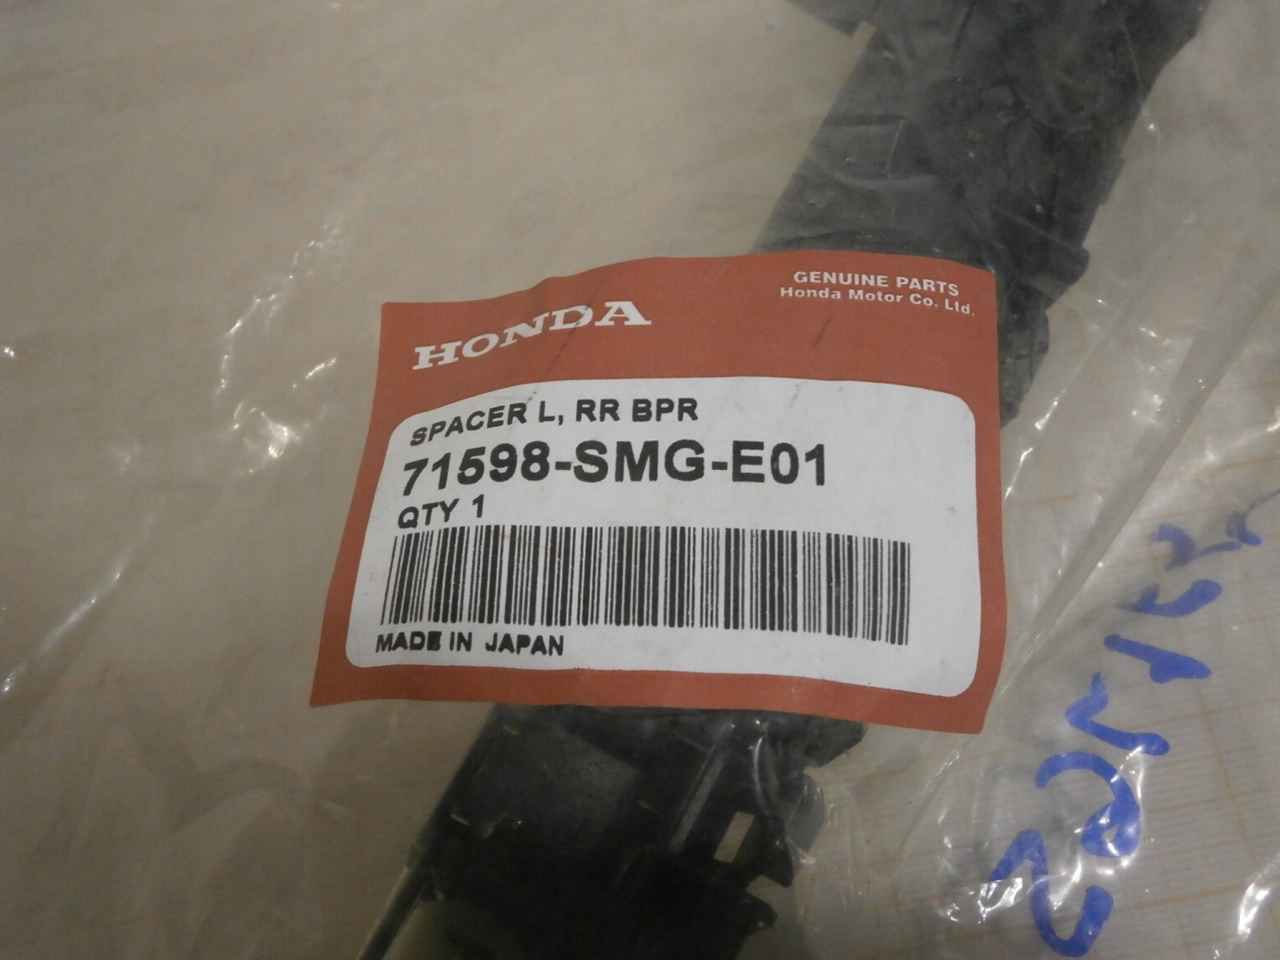 HONDA
GENUINE PARTS
Honda Motor Co. Ltd.
SPACER L, RR BPR
71598-SMG-E01
QTY 1
MADE IN JAPAN